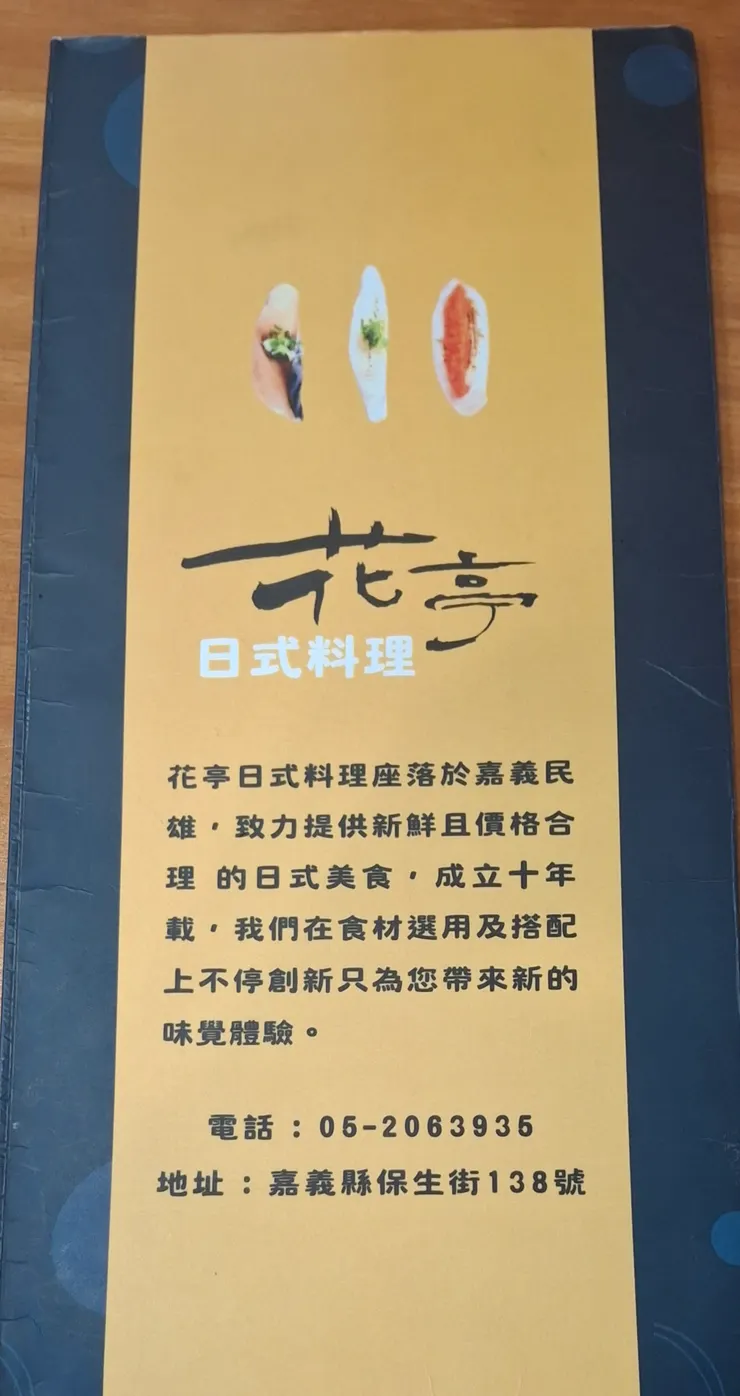 花亭
日式料理
花亭日式料理座落於嘉義民
雄，致力提供新鮮且價格合
理 的日式美食，成立十年
載，我們在食材選用及搭配
上不停創新只為您帶來新的
味覺體驗。
電話：05-2063935
地址：嘉義縣保生街138號